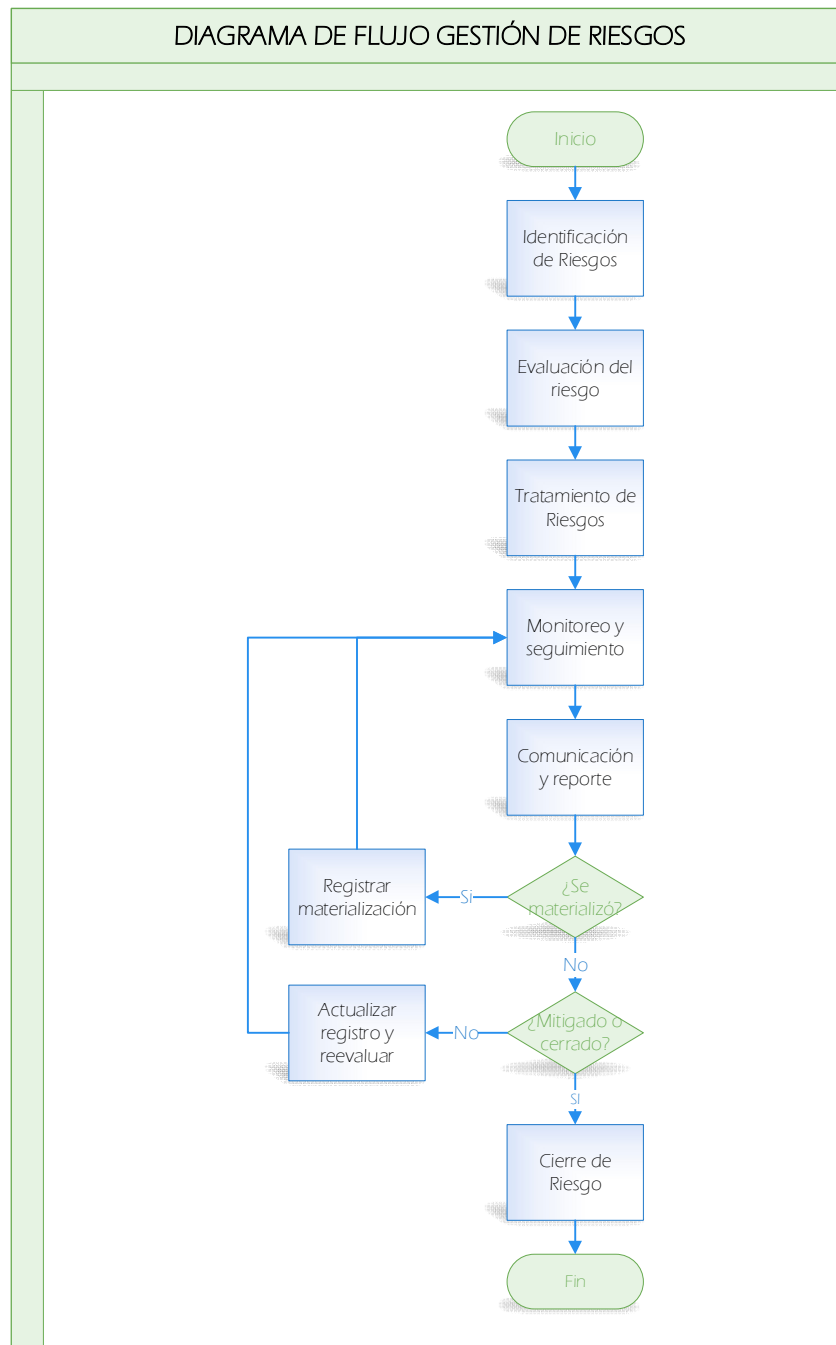 DIAGRAMA DE FLUJO GESTIÓN DE RIESGOS
Inicio
Identificación
de Riesgos
Evaluación del
riesgo
Tratamiento de
Riesgos
Monitoreo y
seguimiento
Comunicación
y reporte
¿Se
materializó?
Si
Registrar
materialización
No
¿Mitigado o
cerrado?
No
Actualizar
registro y
reevaluar
SI
Cierre de
Riesgo
Fin